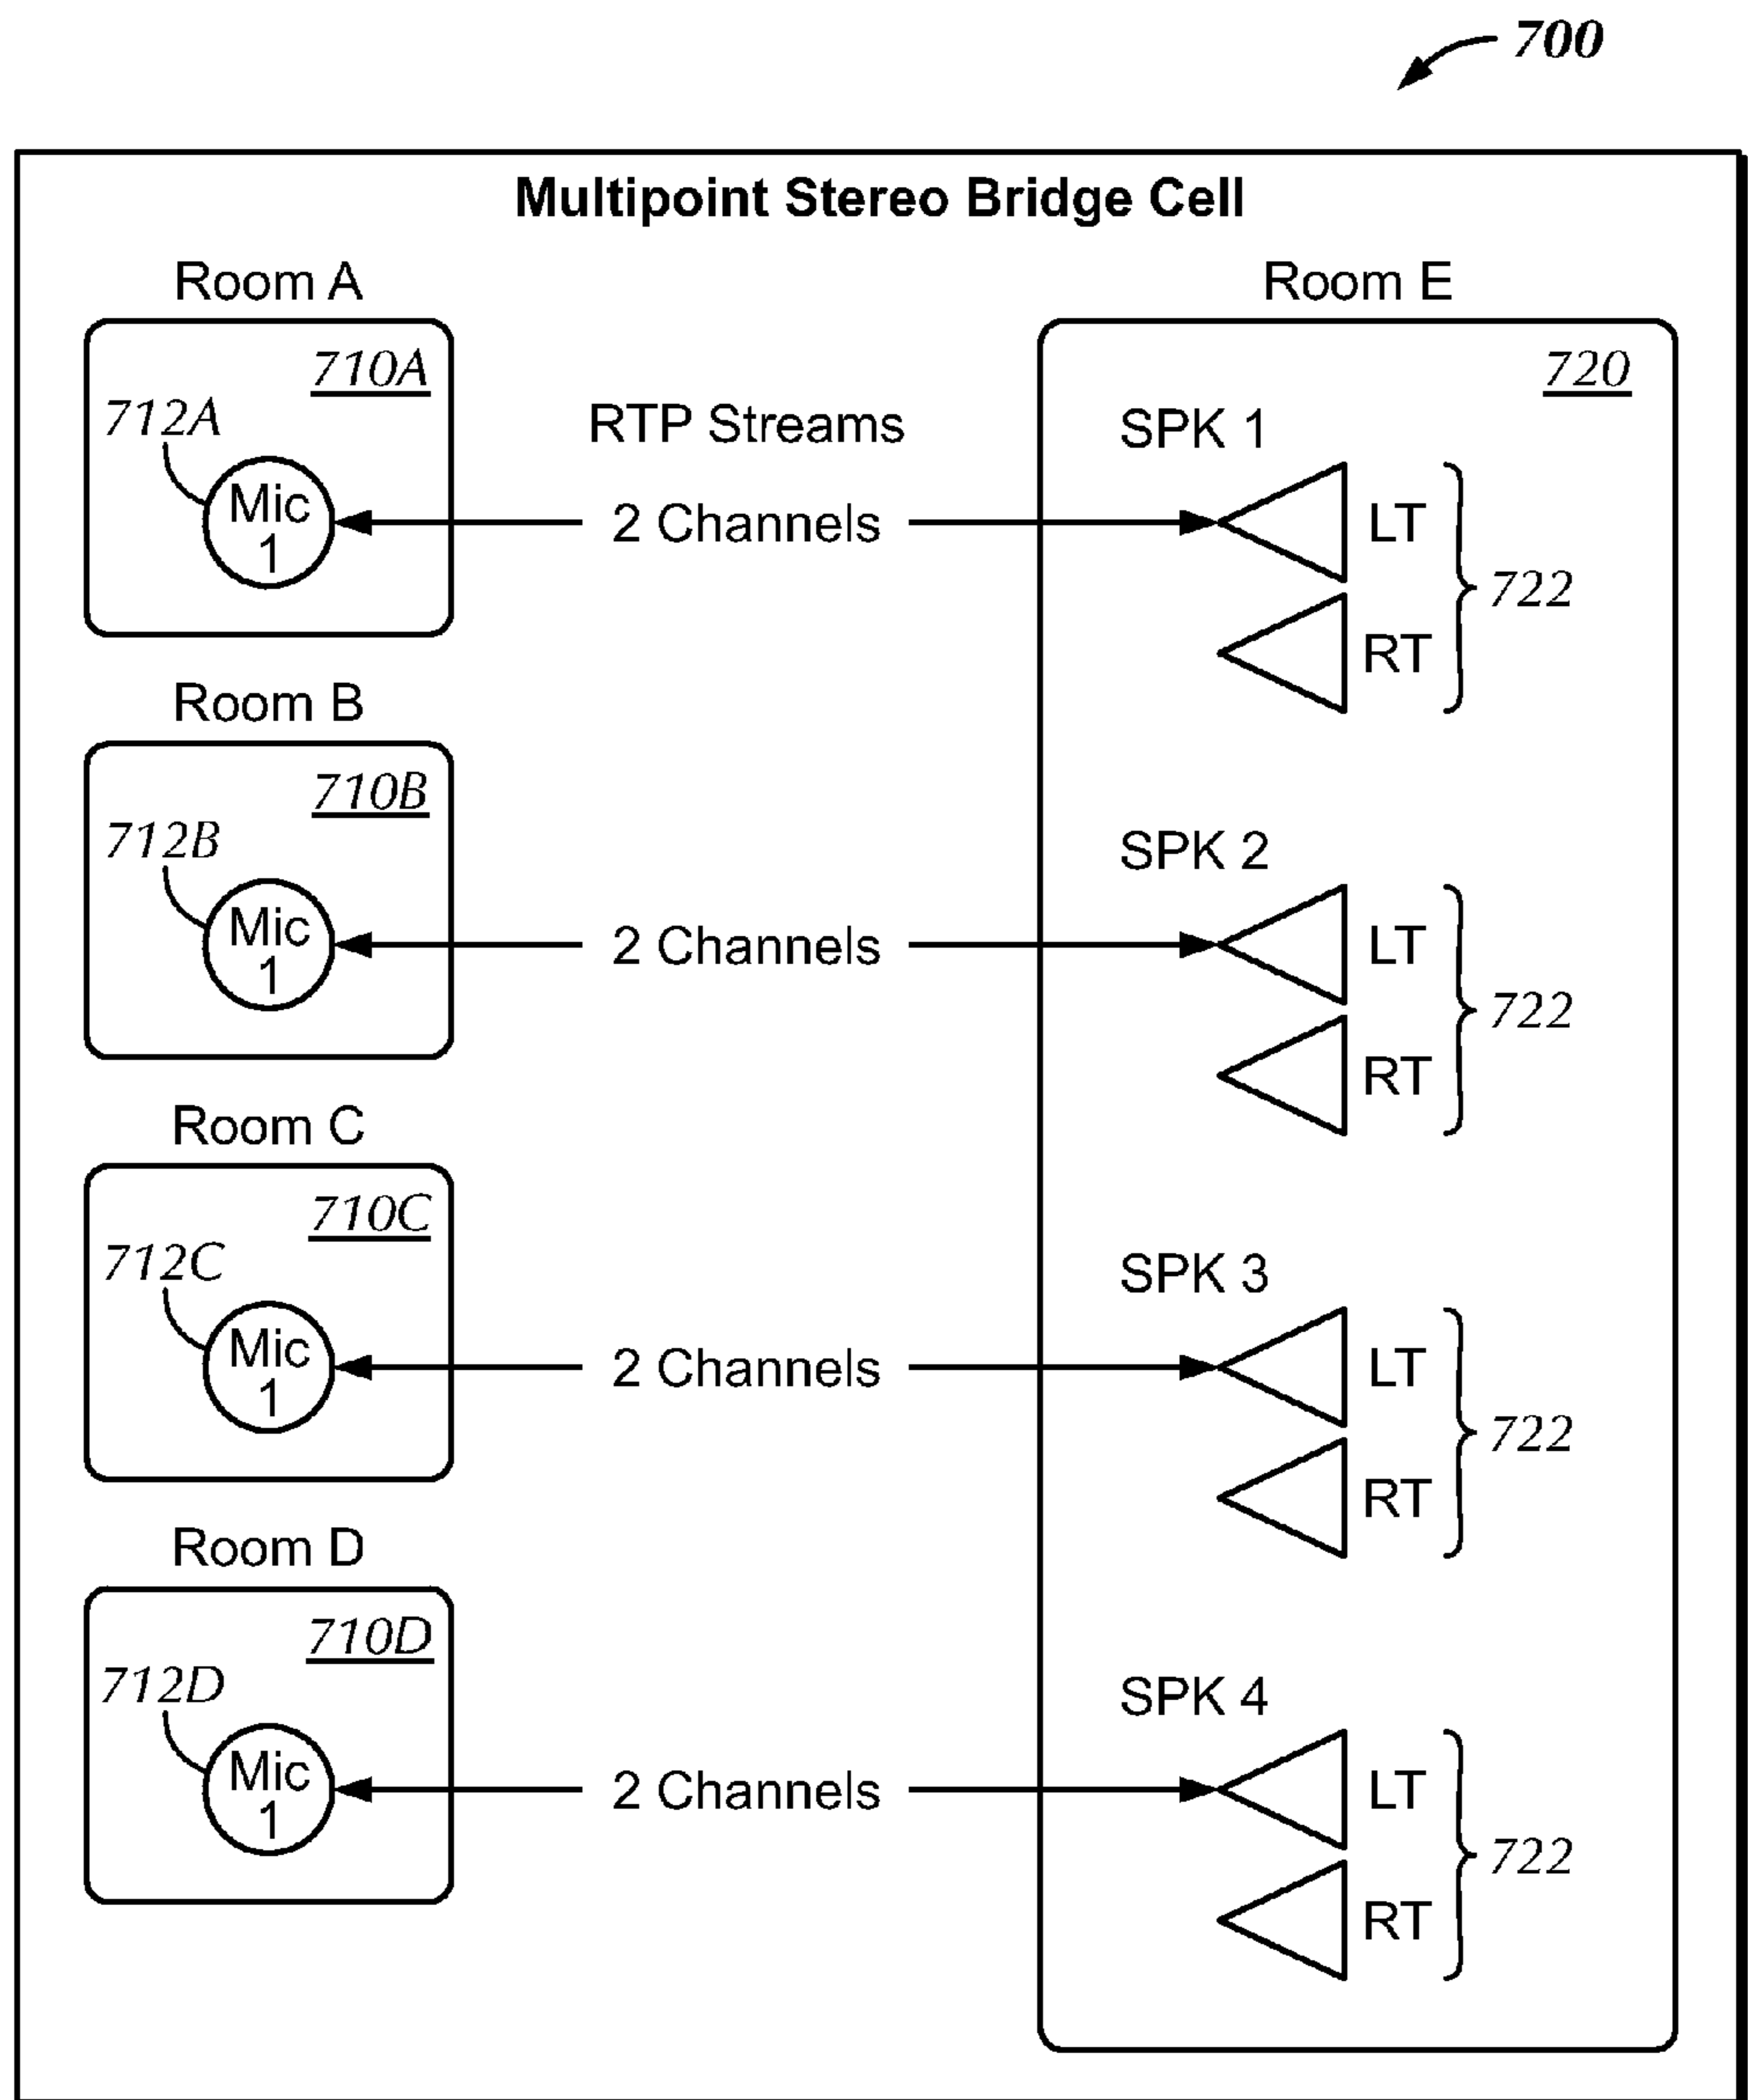 700
Multipoint Stereo Bridge Cell
Room A
Room E
710A
720
712A
RTP Streams
SPK 1
Mic
1
2 Channels
LT
722
RT
Room B
710B
712B
SPK 2
Mic
1
2 Channels
LT
722
RT
Room C
710C
712C
SPK 3
Mic
1
2 Channels
LT
722
RT
Room D
710D
712D
SPK 4
Mic
1
2 Channels
LT
722
RT